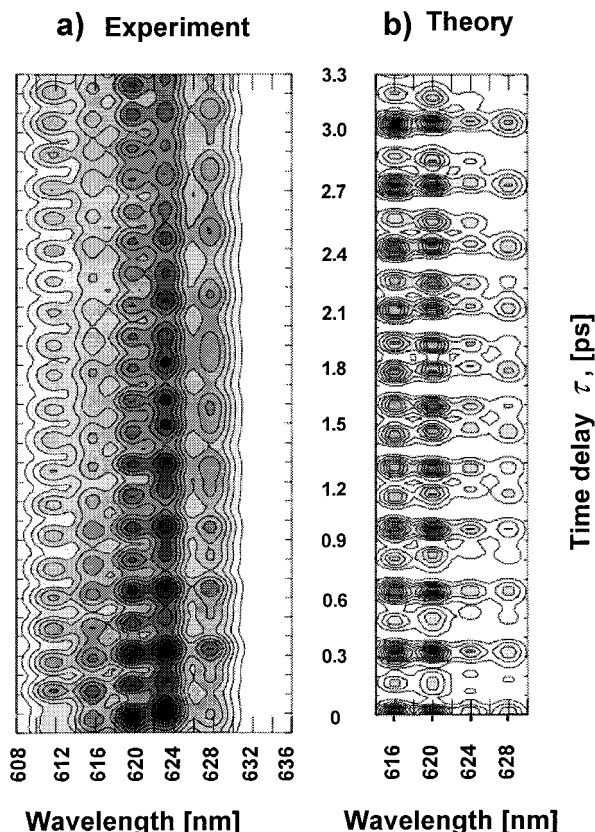 a) Experiment
b) Theory
3.3
3.0
2.7
2.4
2.1
1.8
1.5
1.2
0.9
0.6
0.3
0
Time delay τ, [ps]
608 612 616 620 624 628 632 636
616 620 624 628
Wavelength [nm]
Wavelength [nm]